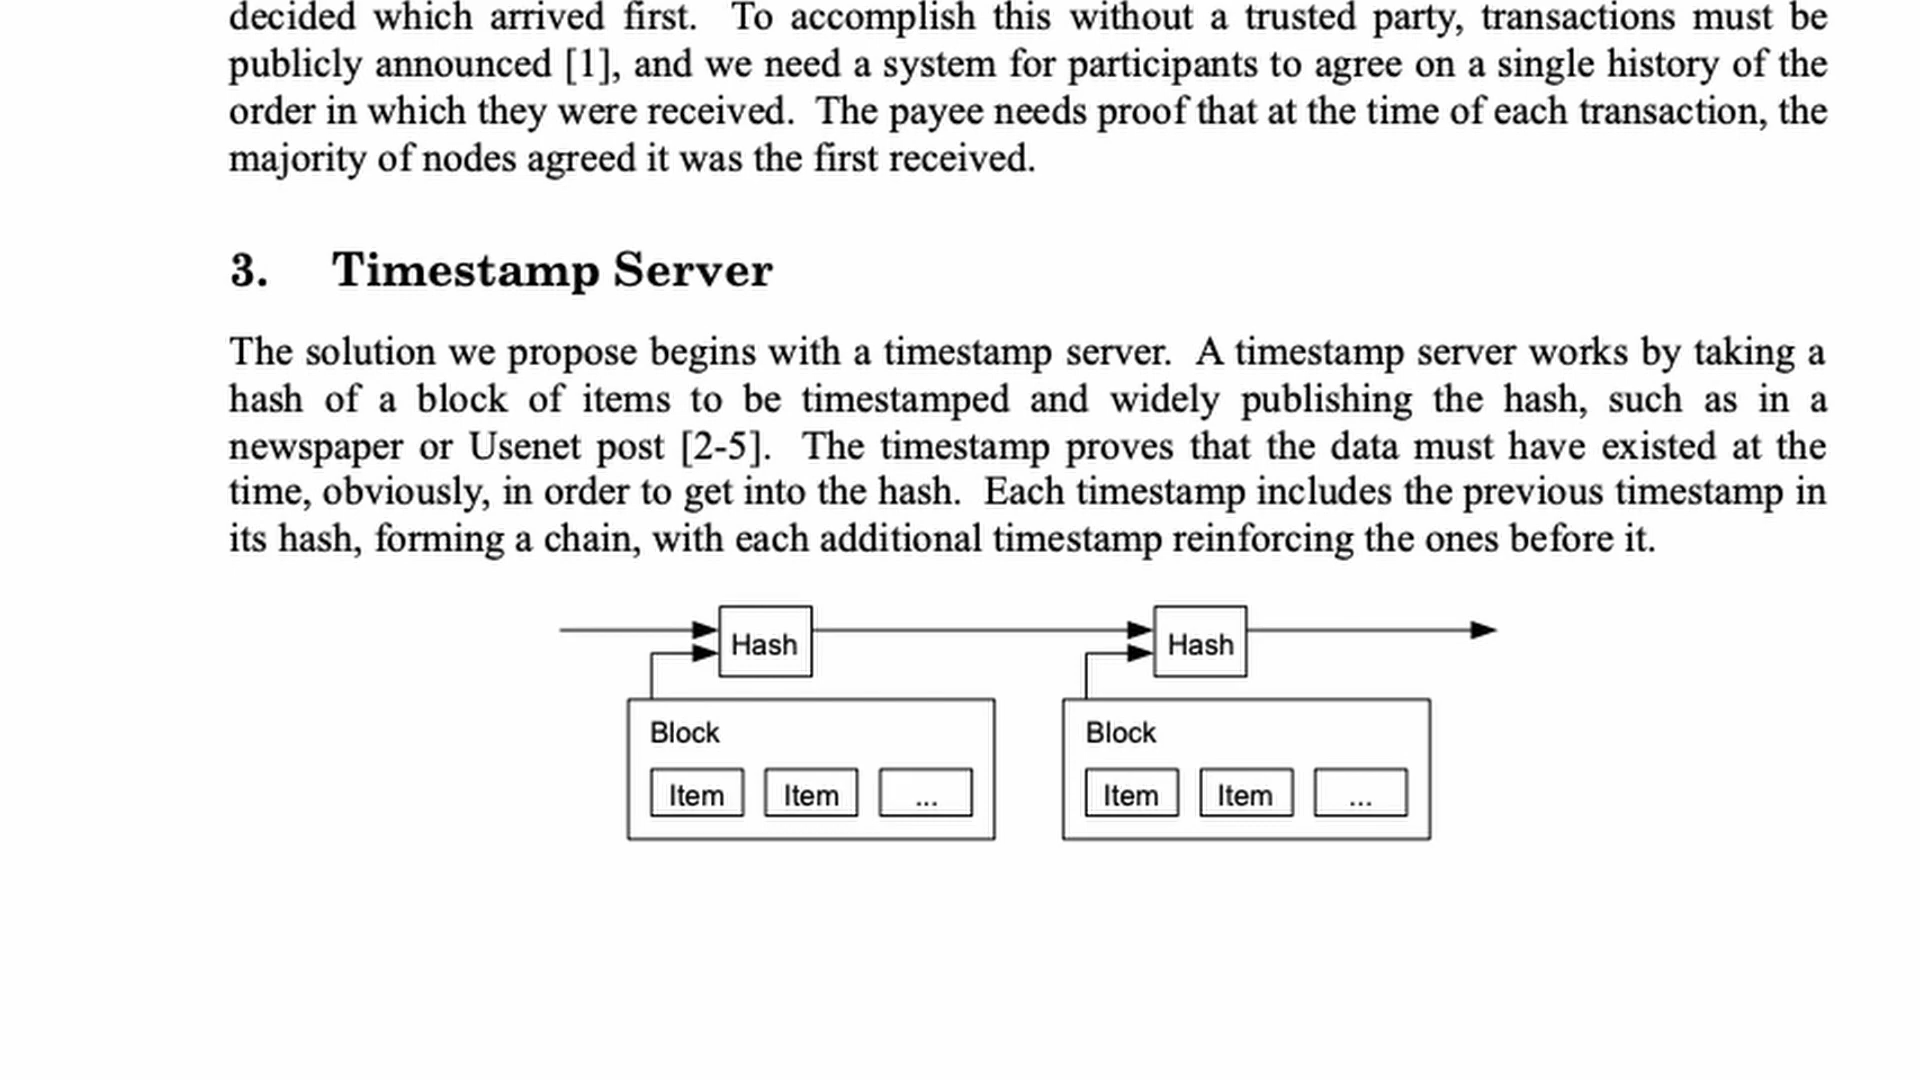 decided which arrived first. To accomplish this without a trusted party, transactions must be
publicly announced [1], and we need a system for participants to agree on a single history of the
order in which they were received. The payee needs proof that at the time of each transaction, the
majority of nodes agreed it was the first received.
3. Timestamp Server
The solution we propose begins with a timestamp server. A timestamp server works by taking a
hash of a block of items to be timestamped and widely publishing the hash, such as in a
newspaper or Usenet post [2-5]. The timestamp proves that the data must have existed at the
time, obviously, in order to get into the hash. Each timestamp includes the previous timestamp in
its hash, forming a chain, with each additional timestamp reinforcing the ones before it.
Hash Hash
Block Block
Item Item ... Item Item ...